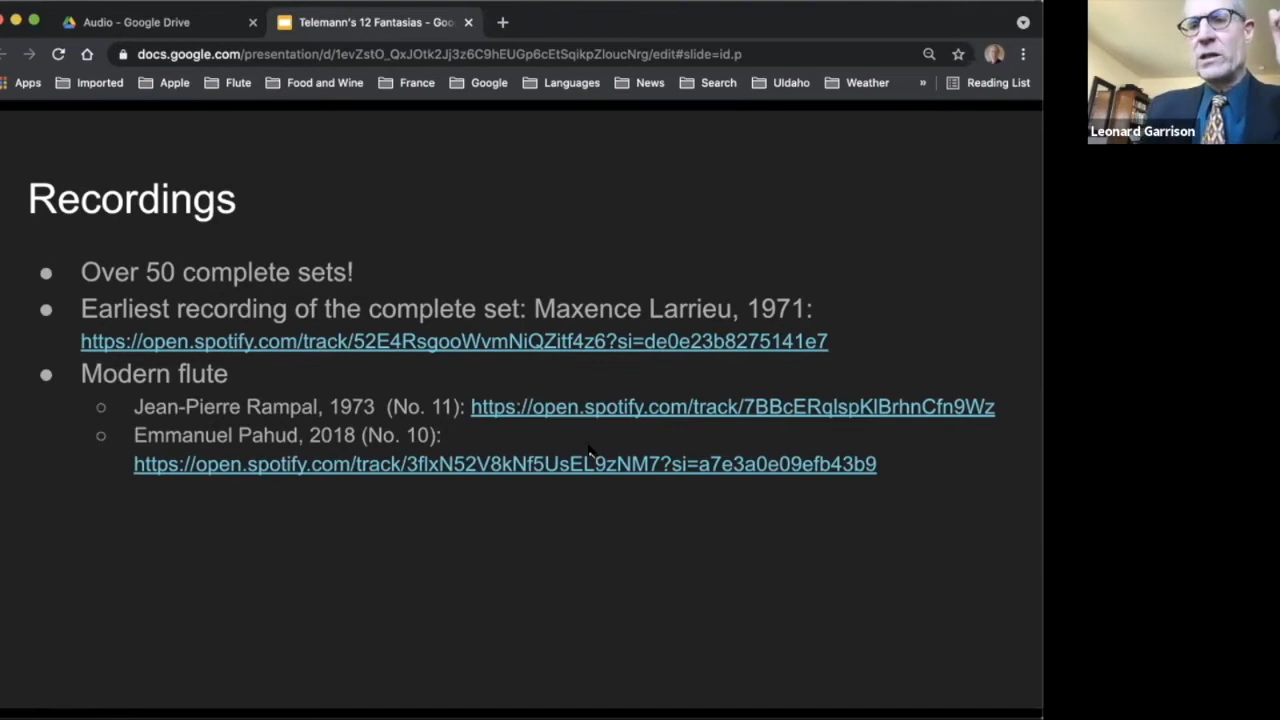 Audio - Google Drive
Telemann's 12 Fantasias - Goo
docs.google.com/presentation/d/1evZstO_QxJOtk2Jj3z6C9hEUGp6cEtSqikpZloucNrg/edit#slide=id.p
Apps Imported Apple Flute Food and Wine France Google Languages News Search UIdaho Weather » Reading List
Leonard Garrison
Recordings
● Over 50 complete sets!
● Earliest recording of the complete set: Maxence Larrieu, 1971:
https://open.spotify.com/track/52E4RsgooWvmNiQZitf4z6?si=de0e23b8275141e7
● Modern flute
○ Jean-Pierre Rampal, 1973 (No. 11): https://open.spotify.com/track/7BBcERqlspKlBrhnCfn9Wz
○ Emmanuel Pahud, 2018 (No. 10):
https://open.spotify.com/track/3flxN52V8kNf5UsEL9zNM7?si=a7e3a0e09efb43b9